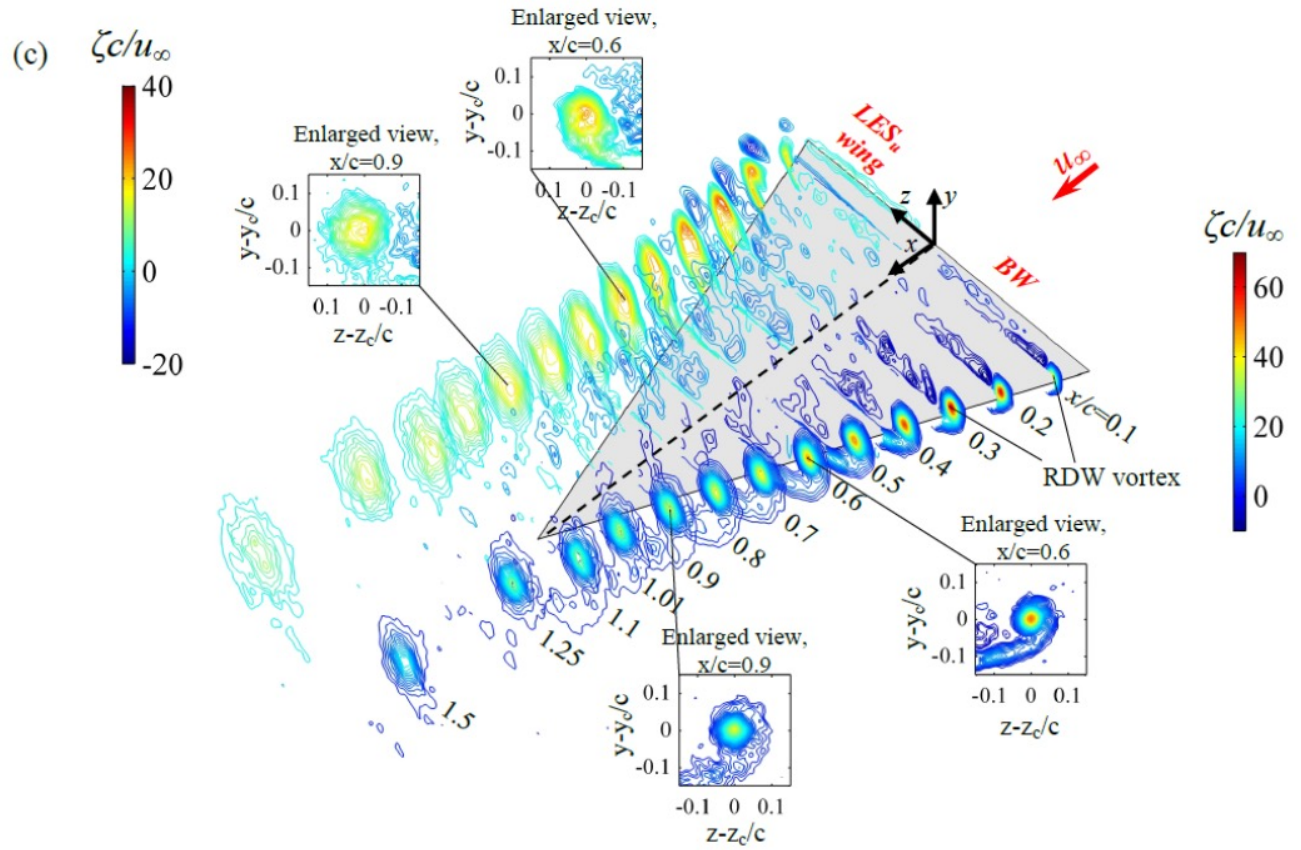 (c)
ζc/u∞
40
20
0
-20
Enlarged view,
x/c=0.6
y-yc/c
0.1
0
-0.1
0.1 0 -0.1
z-zc/c
Enlarged view,
x/c=0.9
y-yc/c
0.1
0
-0.1
0.1 0 -0.1
z-zc/c
LESu
wing
u∞
z
y
x
BW
ζc/u∞
60
40
20
0
x/c=0.1
0.2
0.3
0.4
0.5
0.6
0.7
0.8
0.9
1.01
1.1
1.25
1.5
RDW vortex
Enlarged view,
x/c=0.6
y-yc/c
0.1
0
-0.1
-0.1 0 0.1
z-zc/c
Enlarged view,
x/c=0.9
y-yc/c
0.1
0
-0.1
-0.1 0 0.1
z-zc/c